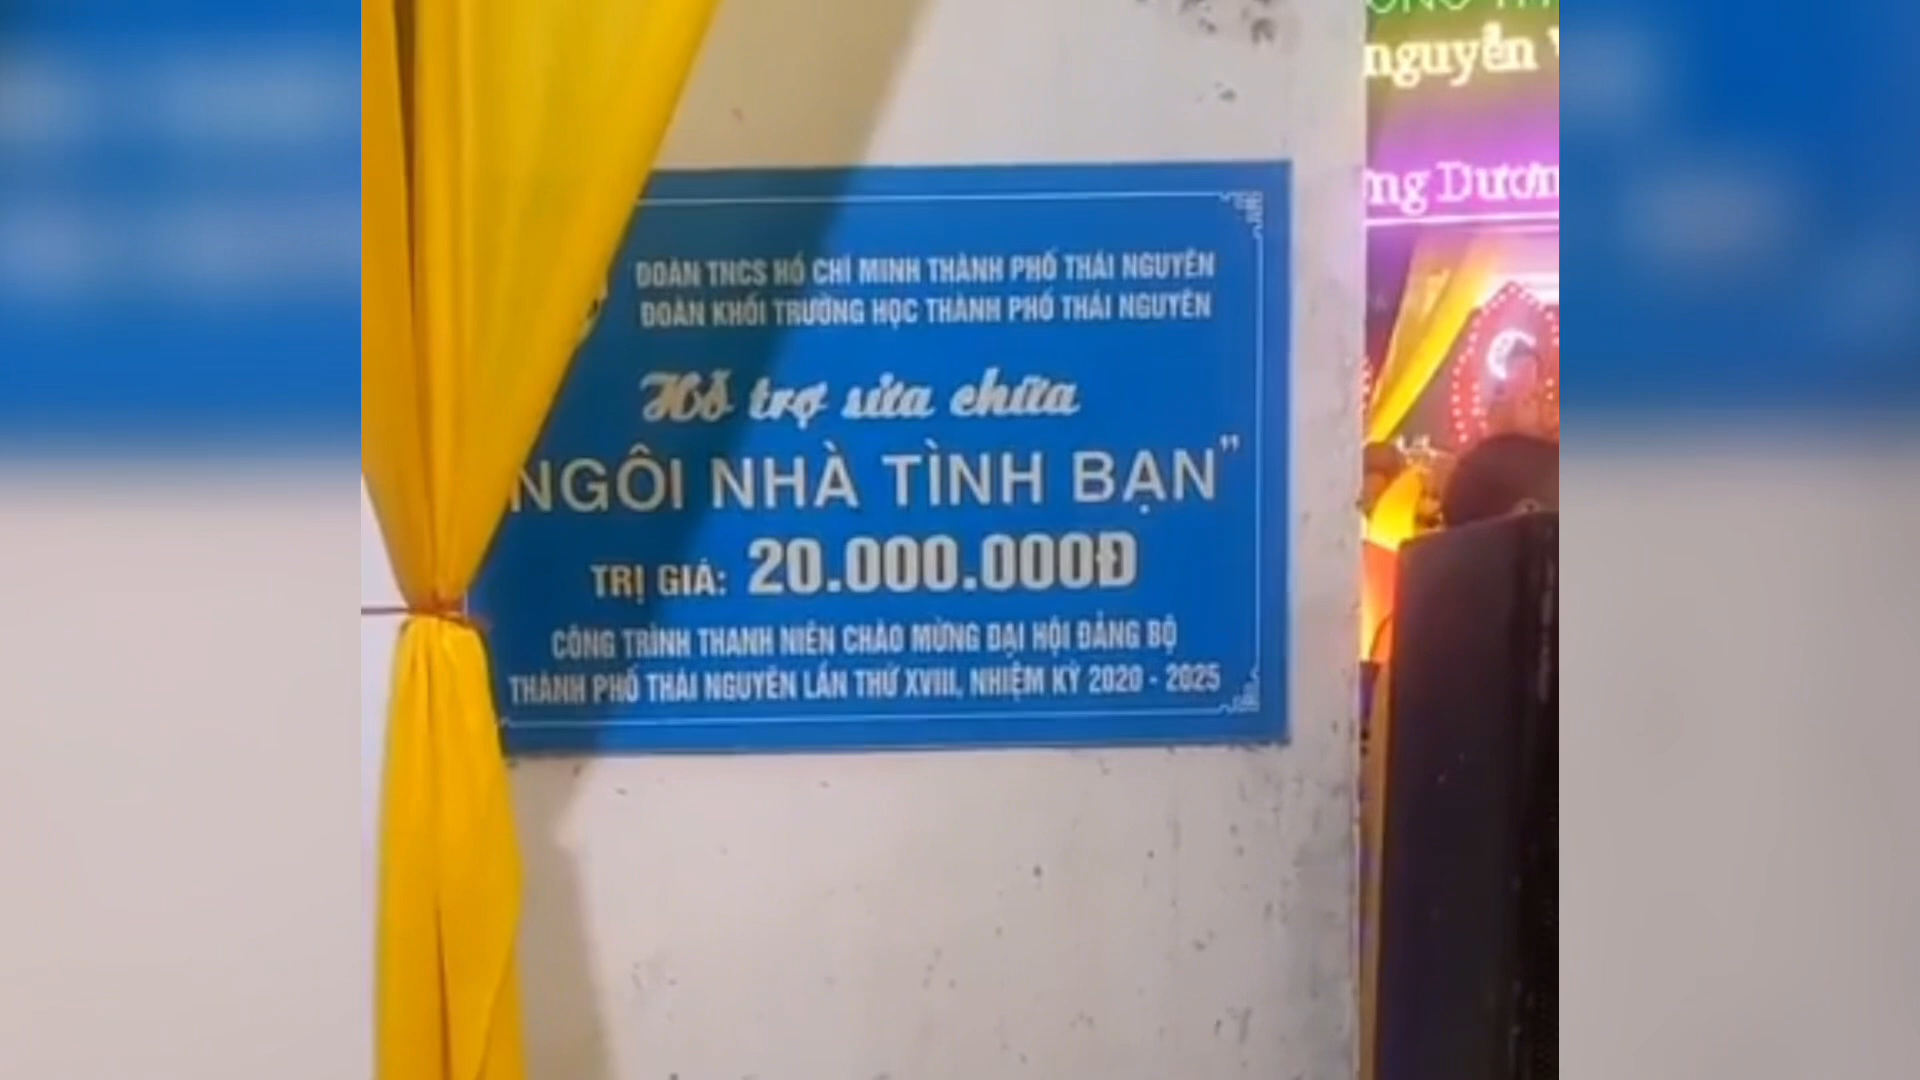 ĐOÀN TNCS HỒ CHÍ MINH THÀNH PHỐ THÁI NGUYÊN
ĐOÀN KHỐI TRƯỜNG HỌC THÀNH PHỐ THÁI NGUYÊN
Hỗ trợ sửa chữa
NGÔI NHÀ TÌNH BẠN"
TRỊ GIÁ: 20.000.000Đ
CÔNG TRÌNH THANH NIÊN CHÀO MỪNG ĐẠI HỘI ĐẢNG BỘ
THÀNH PHỐ THÁI NGUYÊN LẦN THỨ XVIII, NHIỆM KỲ 2020 - 2025
nguyễn